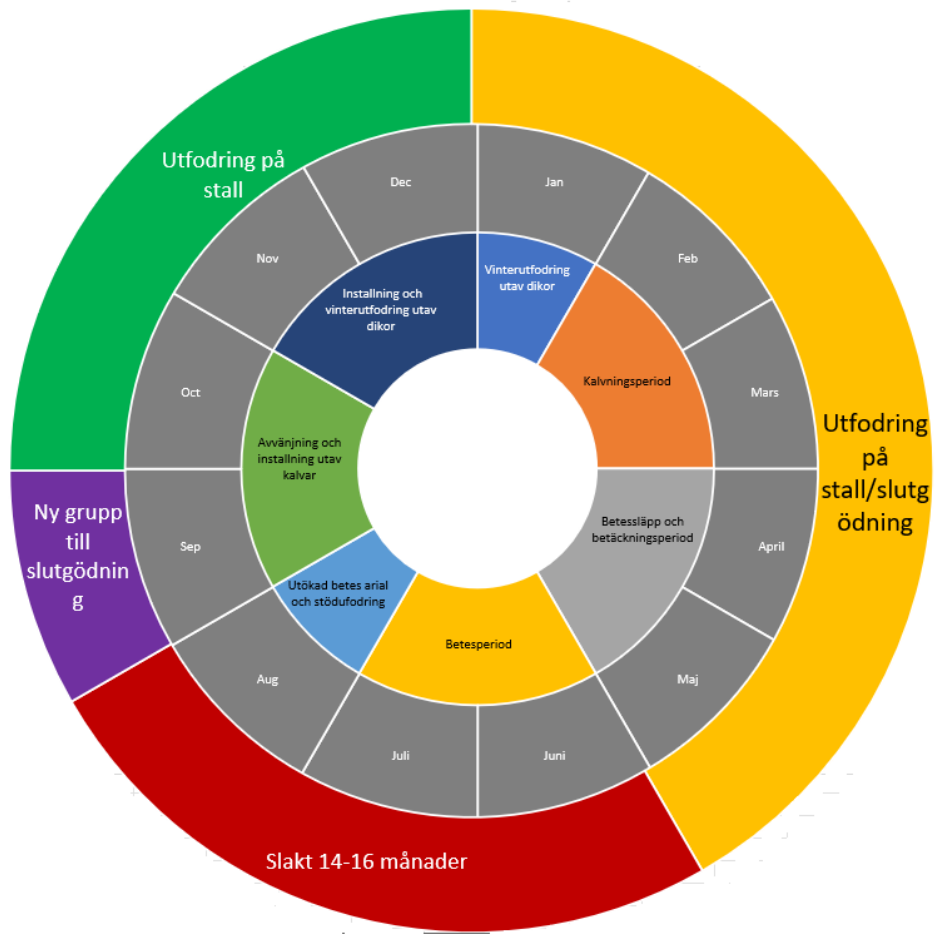 Utfodring på
stall
Dec
Jan
Nov
Feb
Installning och
vinterutfodring utav
dikor
Vinterutfodring
utav dikor
Oct
Kalvningsperiod
Mars
Avvänjning och
installning utav
kalvar
Utfodring
på
stall/slutg
ödning
Ny grupp
till
slutgödnin
g
Sep
Betessläpp och
betäckningsperiod
April
Utökad betes arial
och stödufodring
Betesperiod
Aug
Maj
Juli
Juni
Slakt 14-16 månader